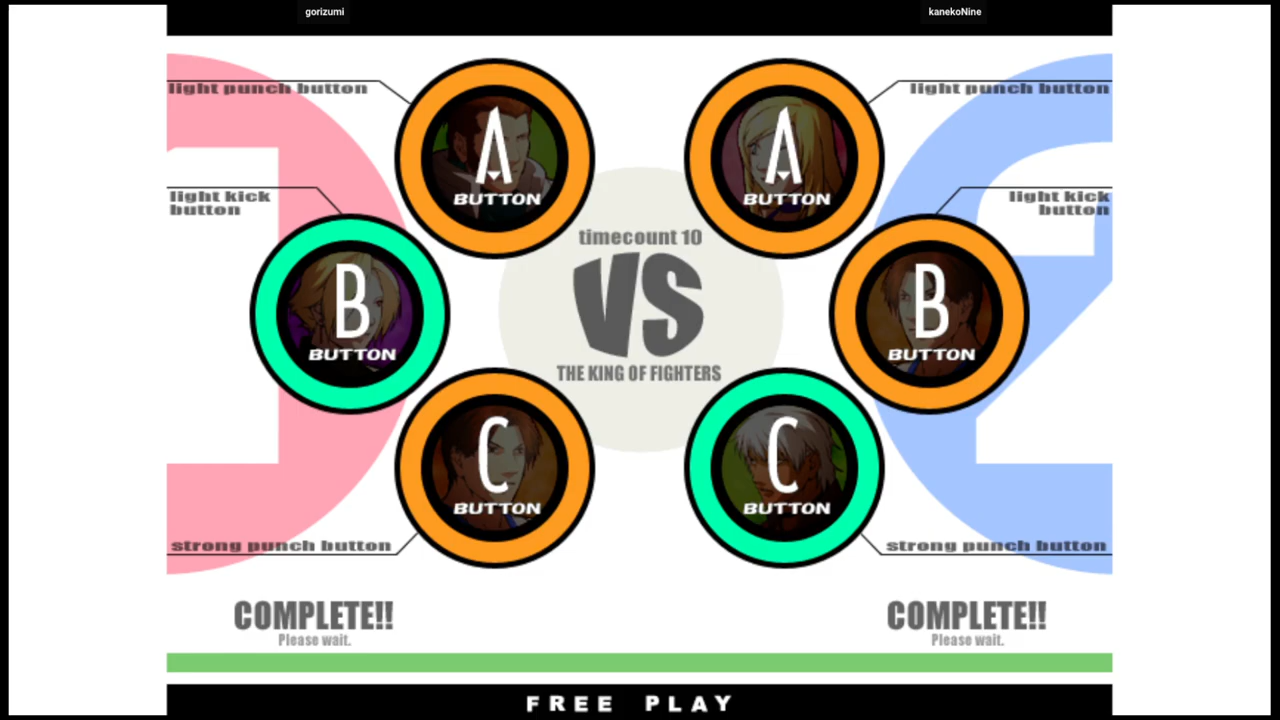 gorizumi
kanekoNine
light punch button
light punch button
A
BUTTON
A
BUTTON
light kick
button
light kick
button
timecount 10
VS
THE KING OF FIGHTERS
B
BUTTON
B
BUTTON
C
BUTTON
C
BUTTON
strong punch button
strong punch button
COMPLETE!!
Please wait.
COMPLETE!!
Please wait.
FREE PLAY